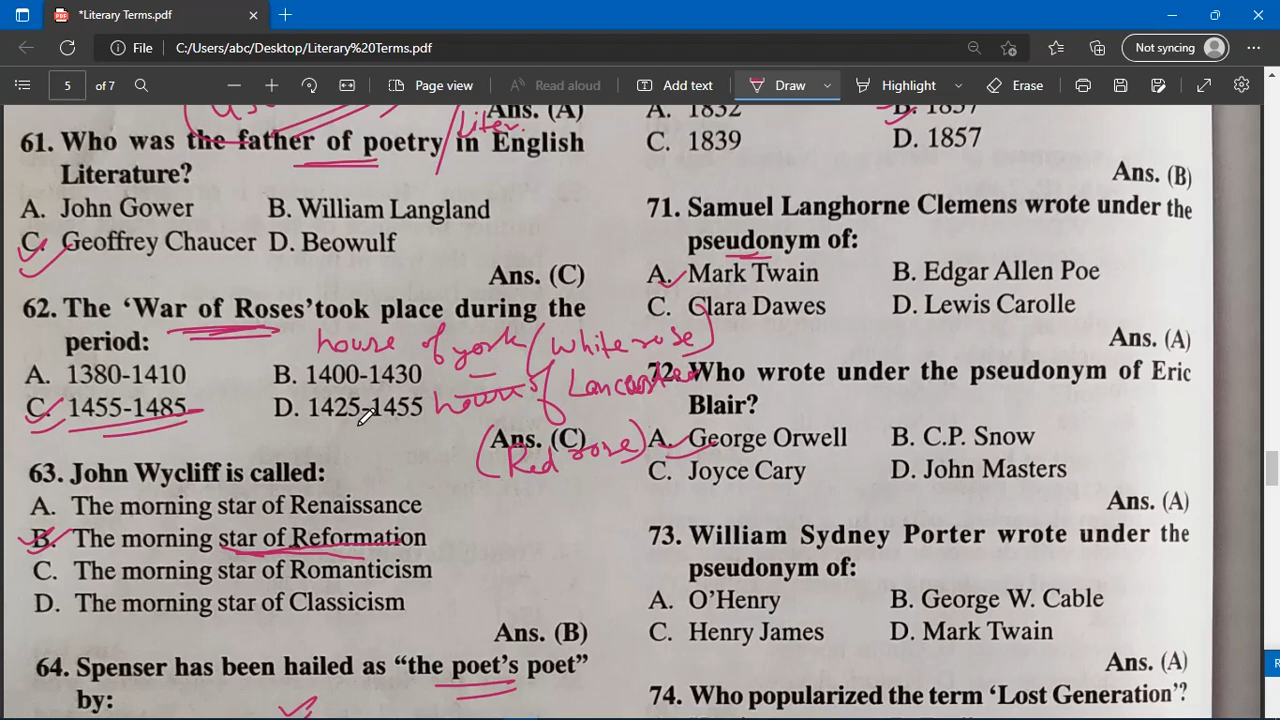 *Literary Terms.pdf
File
C:/Users/abc/Desktop/Literary%20Terms.pdf
Not syncing
5 of 7
Page view
Read aloud
Add text
Draw
Highlight
Erase
Ans. (A)
61. Who was the father of poetry in English
Liter.
Literature?
A. John Gower B. William Langland
C. Geoffrey Chaucer D. Beowulf
Ans. (C)
62. The ‘War of Roses’took place during the
period:
house of york (white rose)
A. 1380-1410 B. 1400-1430
house of Lancaster
C. 1455-1485 D. 1425-1455
Ans. (C)
(Red rose)
63. John Wycliff is called:
A. The morning star of Renaissance
B. The morning star of Reformation
C. The morning star of Romanticism
D. The morning star of Classicism
Ans. (B)
64. Spenser has been hailed as “the poet’s poet”
by:
A. 1832 B. 1837
C. 1839 D. 1857
Ans. (B)
71. Samuel Langhorne Clemens wrote under the
pseudonym of:
A. Mark Twain B. Edgar Allen Poe
C. Clara Dawes D. Lewis Carolle
Ans. (A)
72. Who wrote under the pseudonym of Eric
Blair?
A. George Orwell B. C.P. Snow
C. Joyce Cary D. John Masters
Ans. (A)
73. William Sydney Porter wrote under the
pseudonym of:
A. O’Henry B. George W. Cable
C. Henry James D. Mark Twain
Ans. (A)
74. Who popularized the term ‘Lost Generation’?